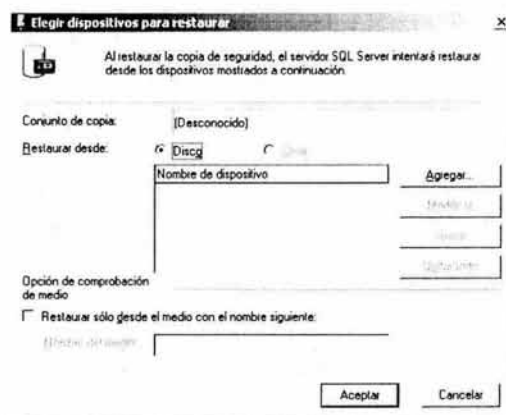 Elegir dispositivos para restaurar
Al restaurar la copia de seguridad, el servidor SQL Server intentará restaurar
desde los dispositivos mostrados a continuación.
Conjunto de copia: (Desconocido)
Restaurar desde: Disco
Nombre de dispositivo
Agregar...
Opción de comprobación
de medio
Restaurar sólo desde el medio con el nombre siguiente:
Aceptar Cancelar